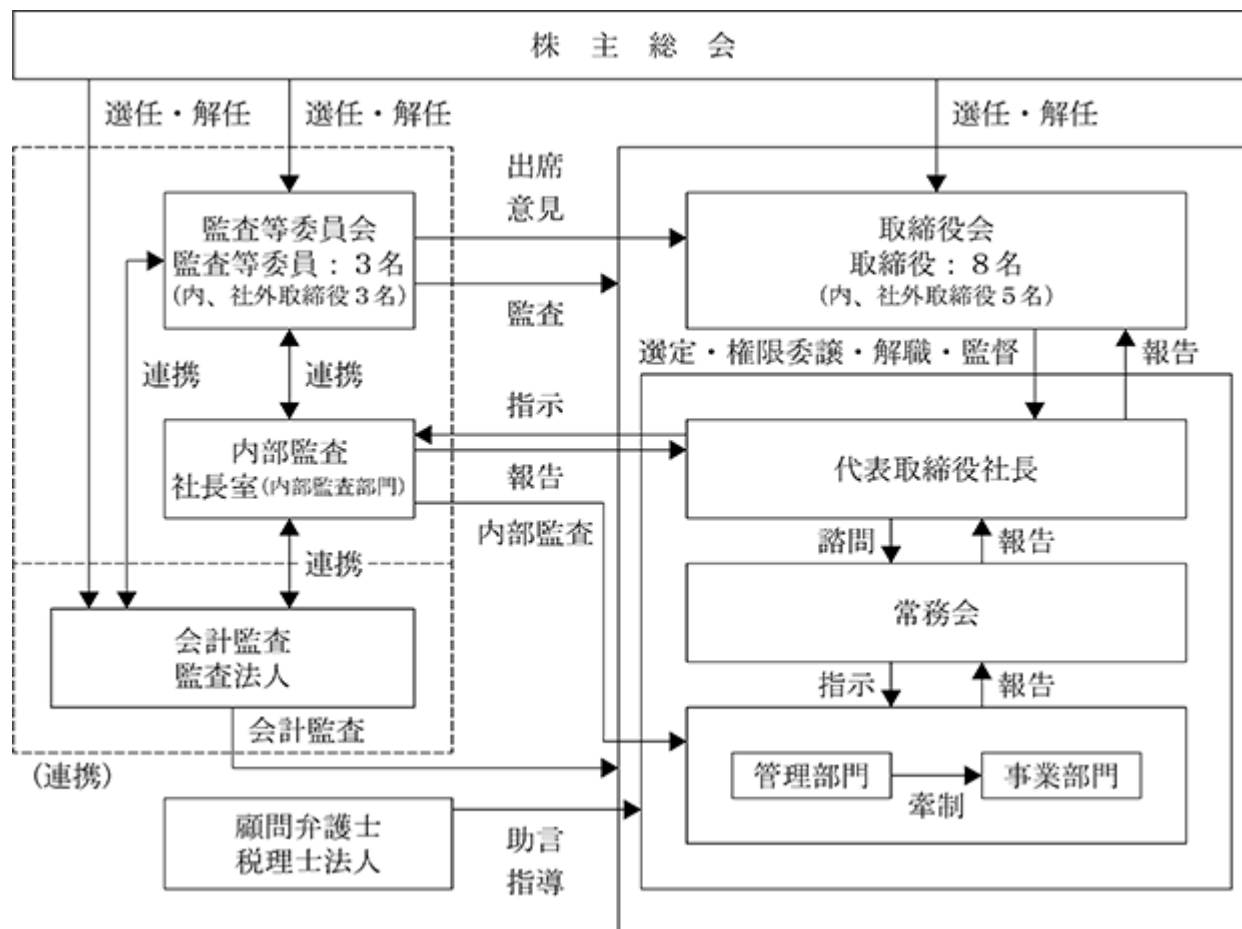 株主総会
選任・解任
選任・解任
選任・解任
出席
意見
監査等委員会
監査等委員：3名
(内、社外取締役3名)
取締役会
取締役：8名
(内、社外取締役5名)
監査
選定・権限委譲・解職・監督
報告
連携
連携
指示
内部監査
社長室(内部監査部門)
代表取締役社長
報告
内部監査
諮問
報告
連携
常務会
会計監査
監査法人
指示
報告
会計監査
(連携)
管理部門
事業部門
牽制
顧問弁護士
税理士法人
助言
指導